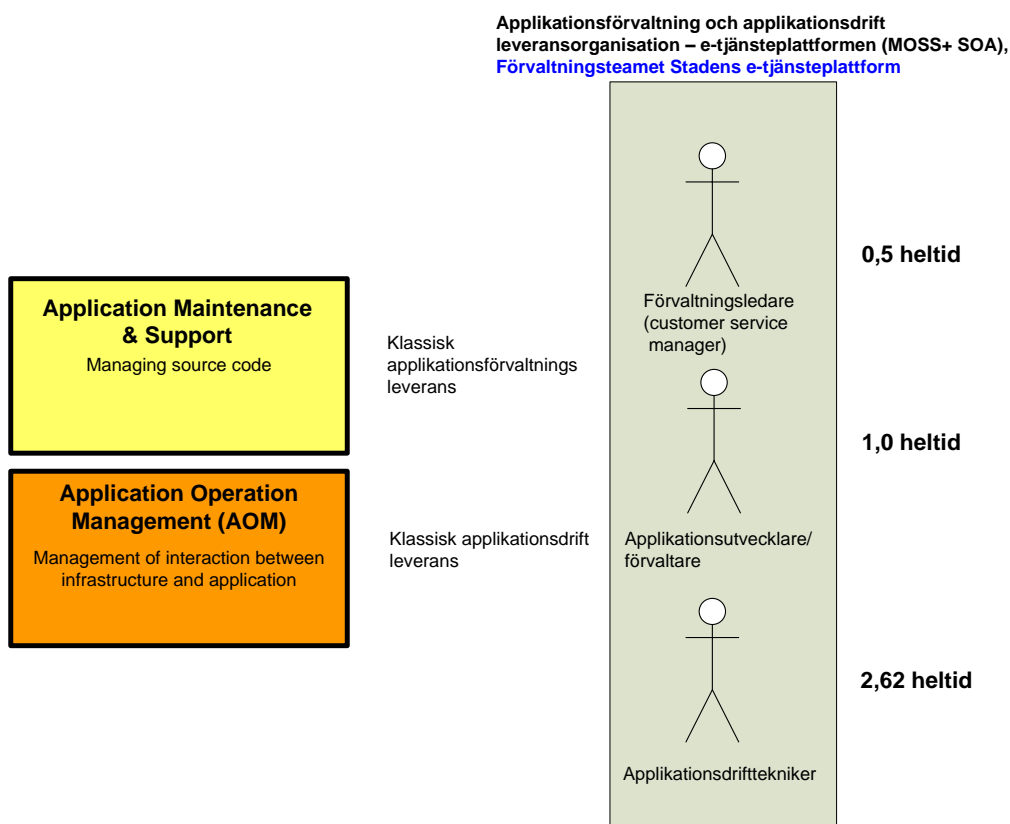 Applikationsförvaltning och applikationsdrift
leveransorganisation – e-tjänsteplattformen (MOSS+ SOA),
Förvaltningsteamet Stadens e-tjänsteplattform
0,5 heltid
Förvaltningsledare
(customer service
manager)
Application Maintenance
& Support
Managing source code
Klassisk
applikationsförvaltnings
leverans
1,0 heltid
Application Operation
Management (AOM)
Management of interaction between
infrastructure and application
Klassisk applikationsdrift
leverans
Applikationsutvecklare/
förvaltare
2,62 heltid
Applikationsdrifttekniker